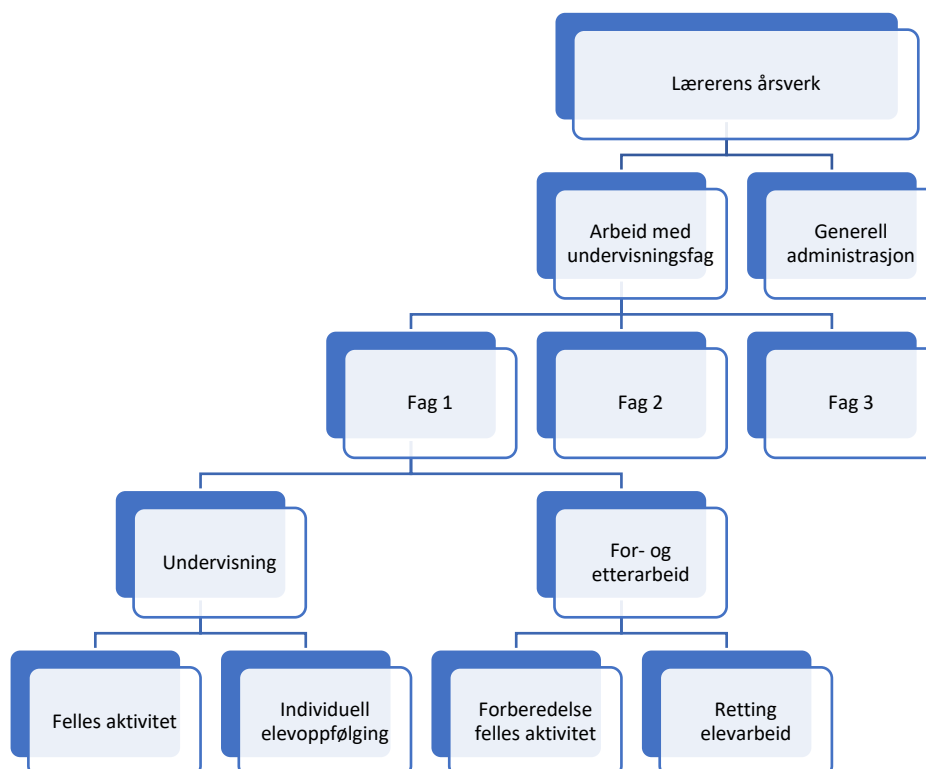 Lærerens årsverk
Arbeid med
undervisningsfag
Generell
administrasjon
Fag 1
Fag 2
Fag 3
Undervisning
For- og
etterarbeid
Felles aktivitet
Individuell
elevoppfølging
Forberedelse
felles aktivitet
Retting
elevarbeid